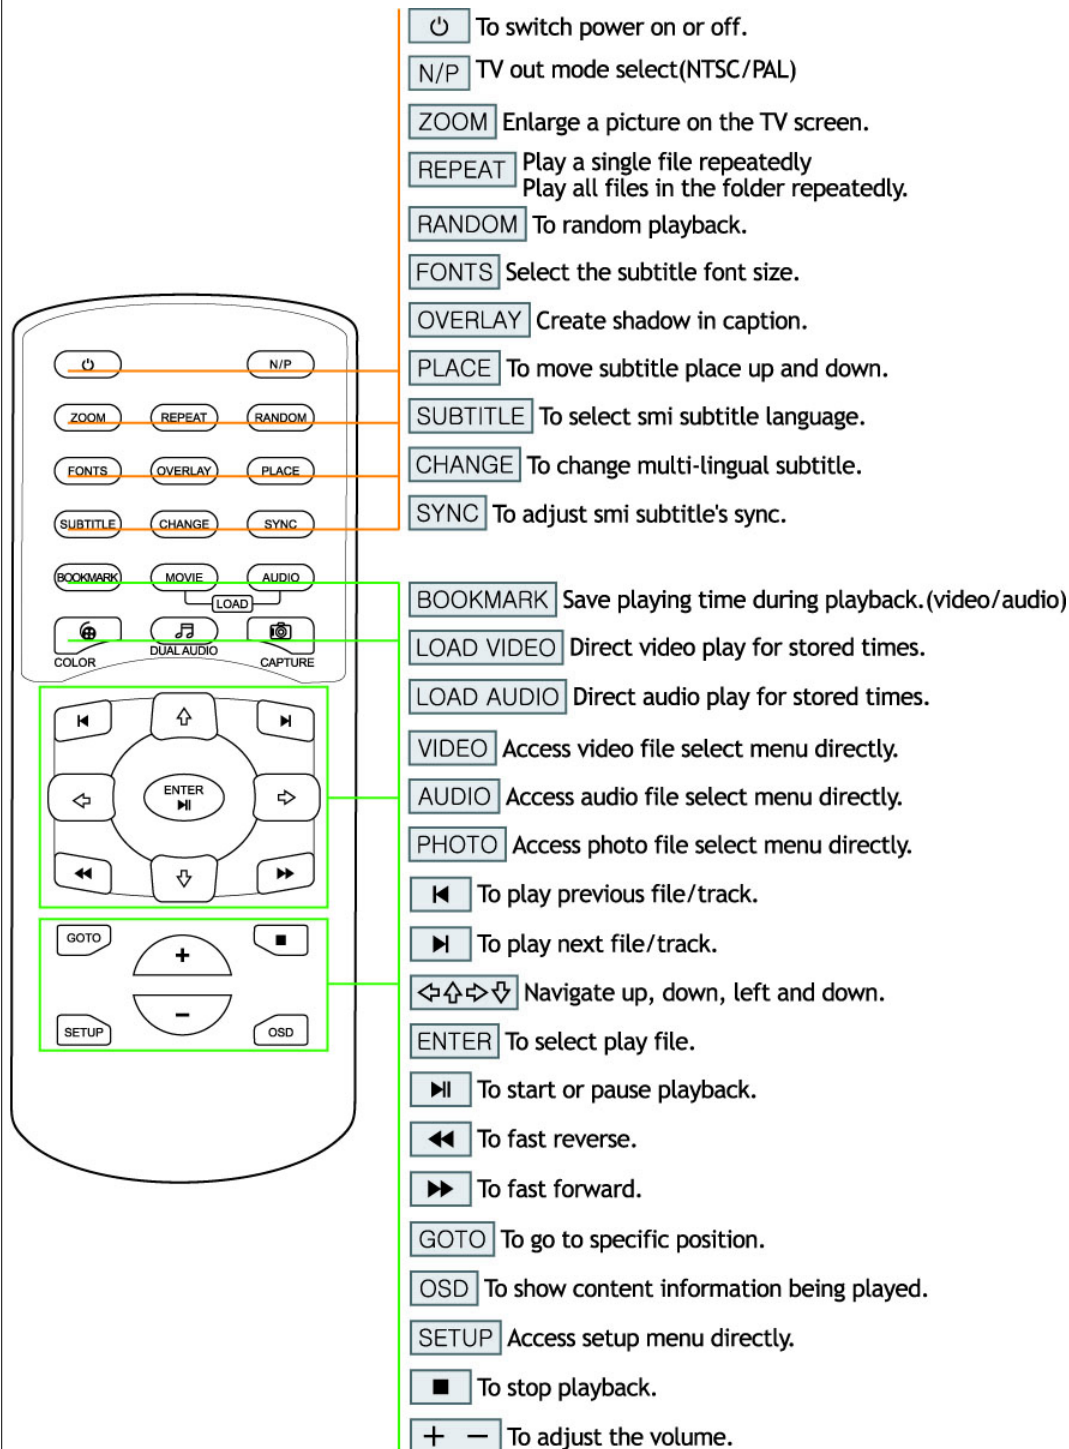 To switch power on or off.
N/P TV out mode select(NTSC/PAL)
ZOOM Enlarge a picture on the TV screen.
REPEAT Play a single file repeatedly
Play all files in the folder repeatedly.
RANDOM To random playback.
FONTS Select the subtitle font size.
OVERLAY Create shadow in caption.
PLACE To move subtitle place up and down.
SUBTITLE To select smi subtitle language.
CHANGE To change multi-lingual subtitle.
SYNC To adjust smi subtitle's sync.
BOOKMARK Save playing time during playback.(video/audio)
LOAD VIDEO Direct video play for stored times.
LOAD AUDIO Direct audio play for stored times.
VIDEO Access video file select menu directly.
AUDIO Access audio file select menu directly.
PHOTO Access photo file select menu directly.
To play previous file/track.
To play next file/track.
Navigate up, down, left and down.
ENTER To select play file.
To start or pause playback.
To fast reverse.
To fast forward.
GOTO To go to specific position.
OSD To show content information being played.
SETUP Access setup menu directly.
To stop playback.
+ − To adjust the volume.
N/P
ZOOM REPEAT RANDOM
FONTS OVERLAY PLACE
SUBTITLE CHANGE SYNC
BOOKMARK MOVIE AUDIO
LOAD
COLOR DUAL AUDIO CAPTURE
ENTER
GOTO +
−
SETUP OSD